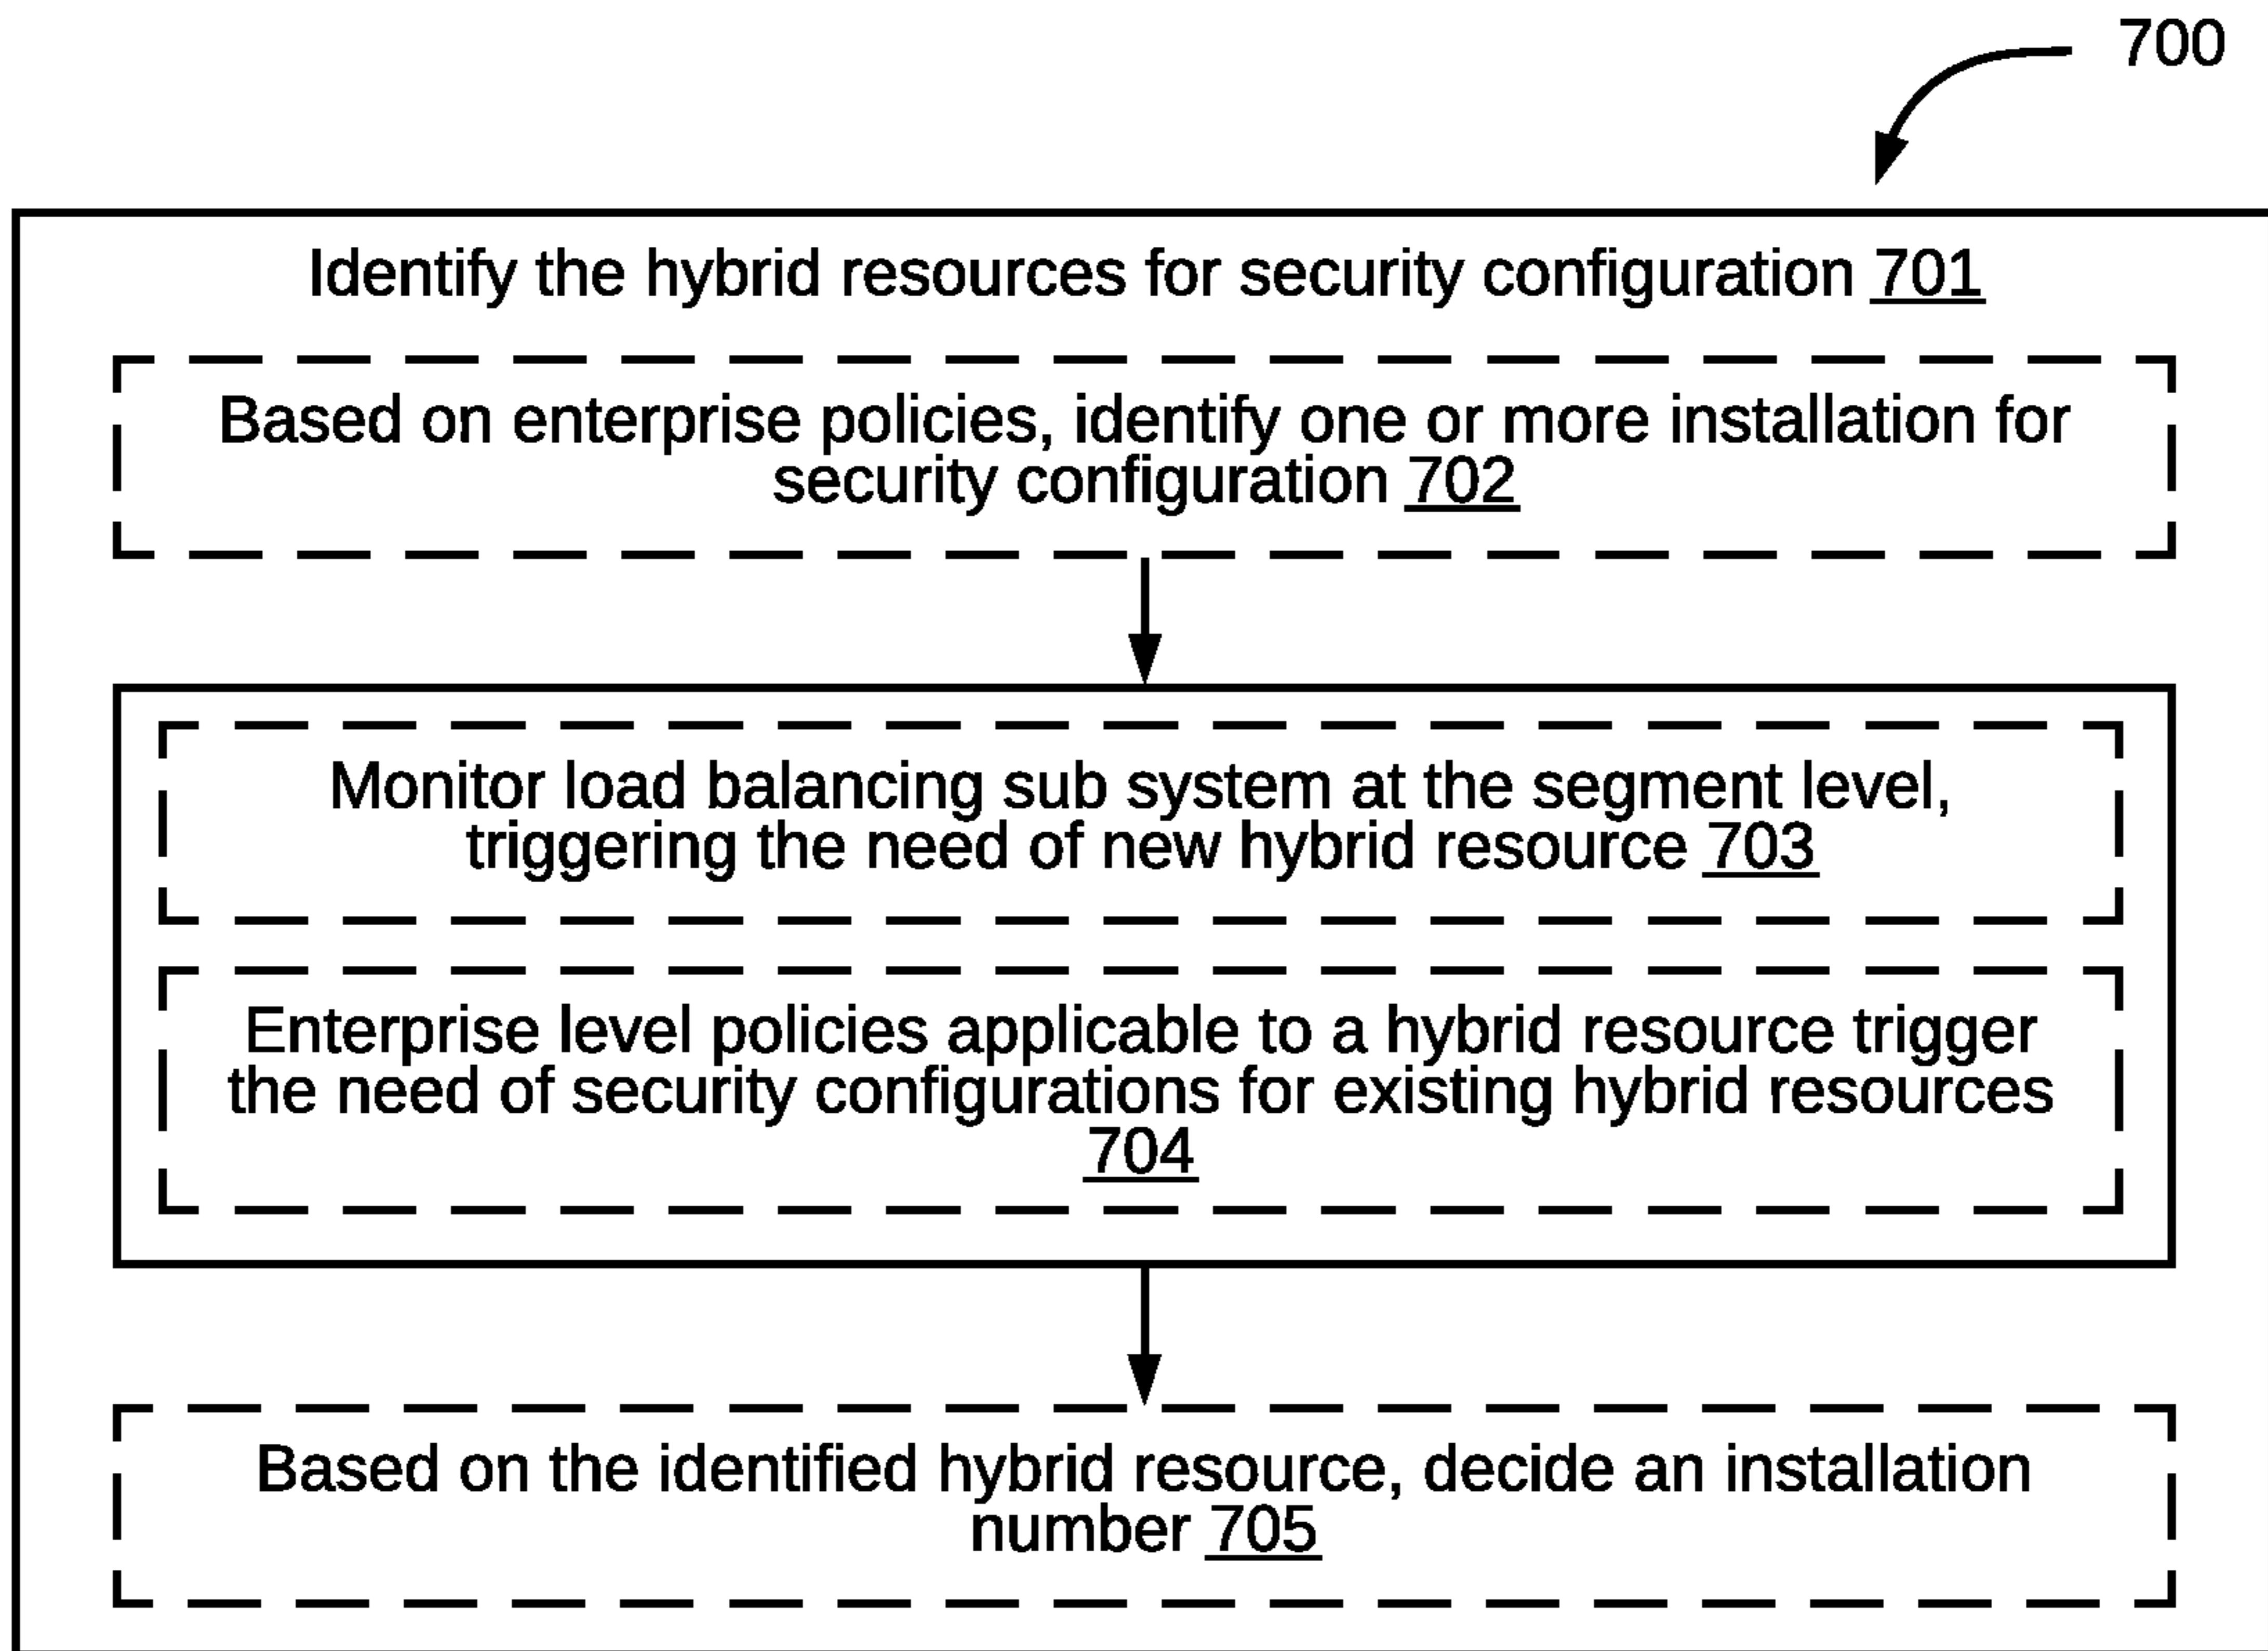 700
Identify the hybrid resources for security configuration 701
Based on enterprise policies, identify one or more installation for
security configuration 702
Monitor load balancing sub system at the segment level,
triggering the need of new hybrid resource 703
Enterprise level policies applicable to a hybrid resource trigger
the need of security configurations for existing hybrid resources
704
Based on the identified hybrid resource, decide an installation
number 705